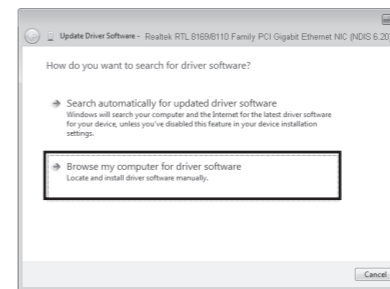 Update Driver Software - Realtek RTL 8169/8110 Family PCI Gigabit Ethernet NIC (NDIS 6.20)
How do you want to search for driver software?
Search automatically for updated driver software
Windows will search your computer and the Internet for the latest driver software
for your device, unless you've disabled this feature in your device installation
settings.
Browse my computer for driver software
Locate and install driver software manually.
Cancel